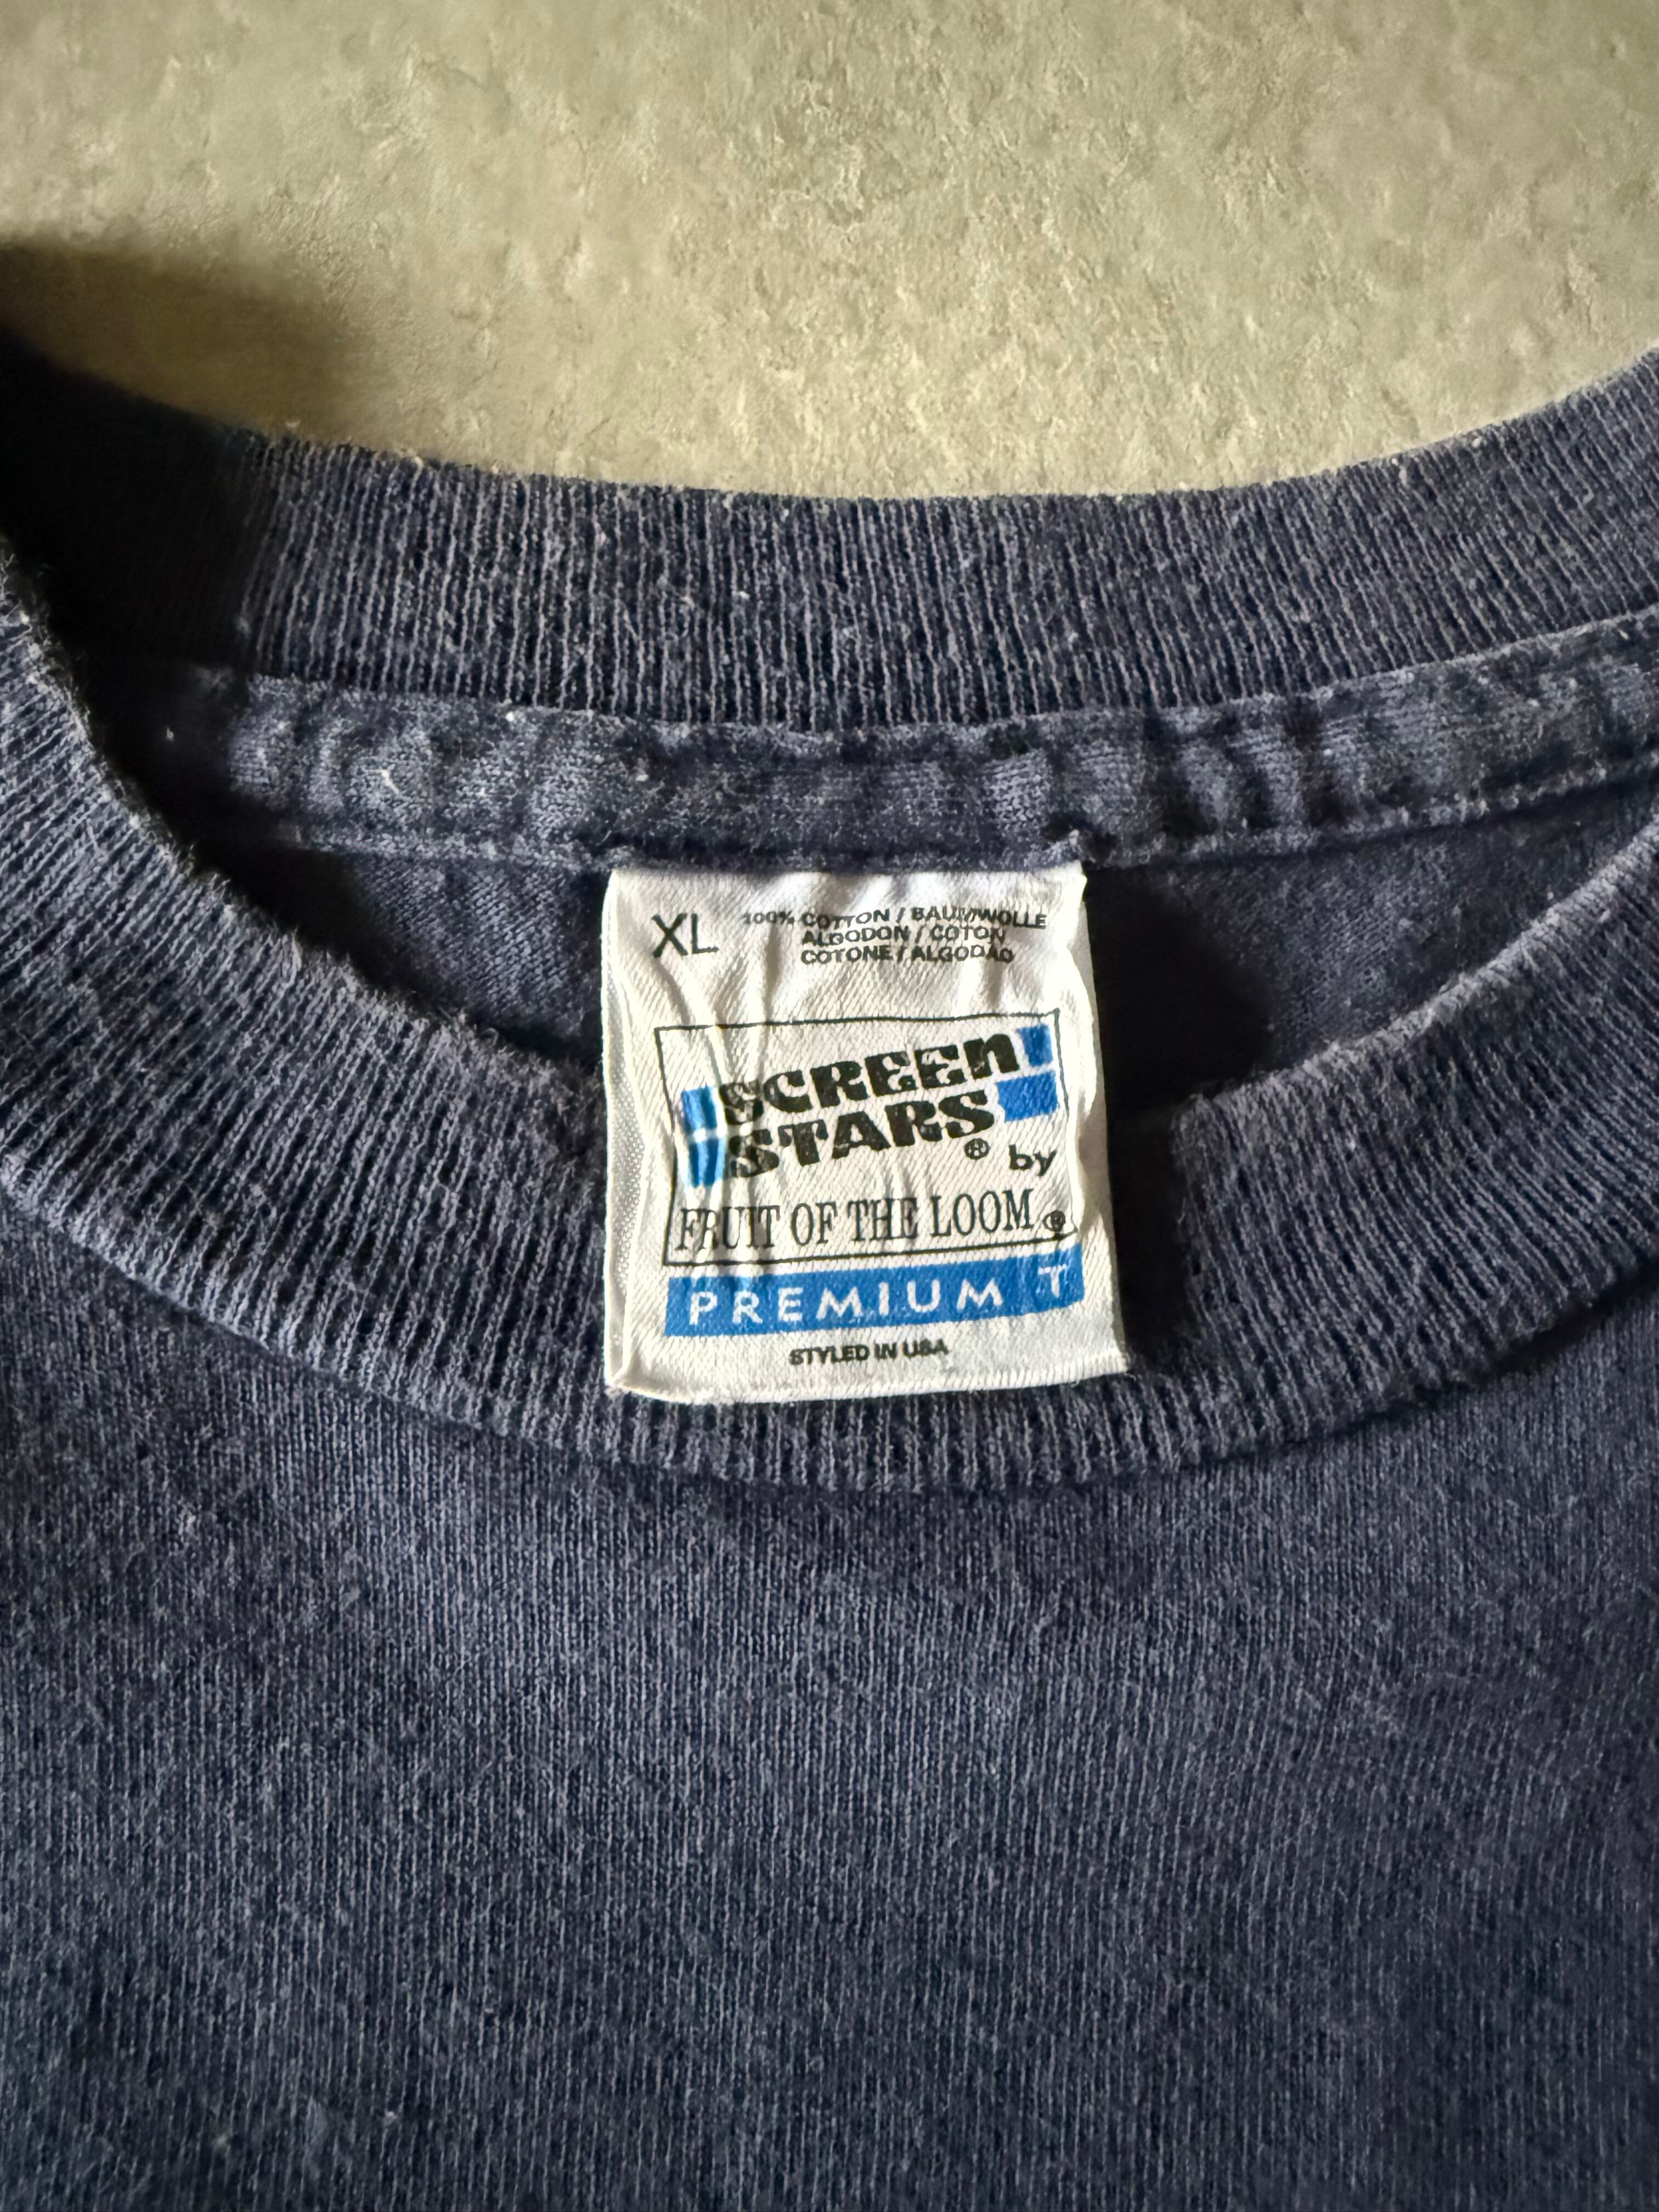 XL
100% COTTON / BAUMWOLLE
ALGODON / COTON
COTONE / ALGODÃO
SCREEN
STARS® by
FRUIT OF THE LOOM®
PREMIUM T
STYLED IN USA